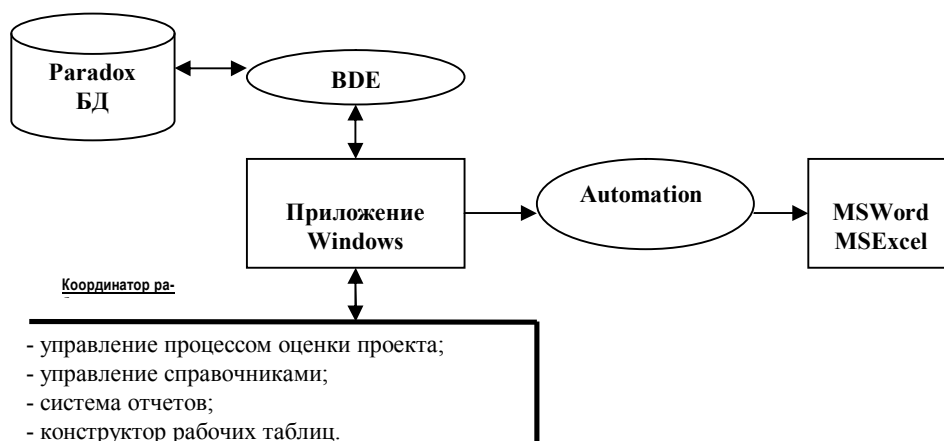 Paradox
БД
BDE
Приложение
Windows
Automation
MSWord
MSExcel
Координатор ра-
- управление процессом оценки проекта;
- управление справочниками;
- система отчетов;
- конструктор рабочих таблиц.